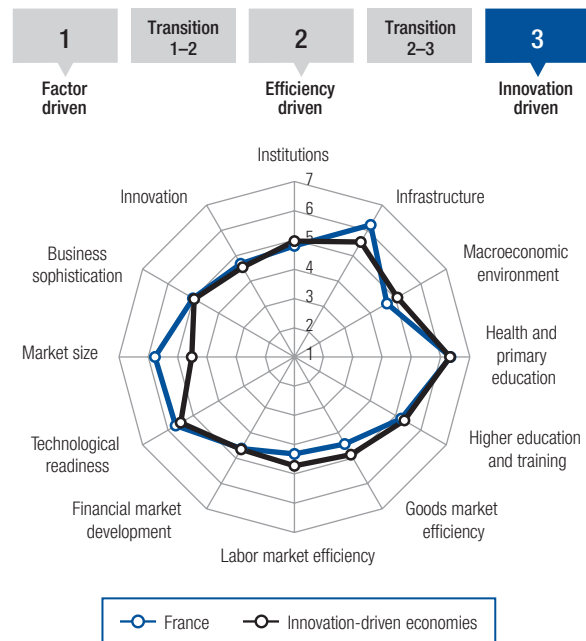 1
Transition
1–2
2
Transition
2–3
3
Factor
driven
Efficiency
driven
Innovation
driven
Institutions
Infrastructure
Macroeconomic
environment
Health and
primary
education
Higher education
and training
Goods market
efficiency
Labor market efficiency
Financial market
development
Technological
readiness
Market size
Business
sophistication
Innovation
7
6
5
4
3
2
1
France
Innovation-driven economies